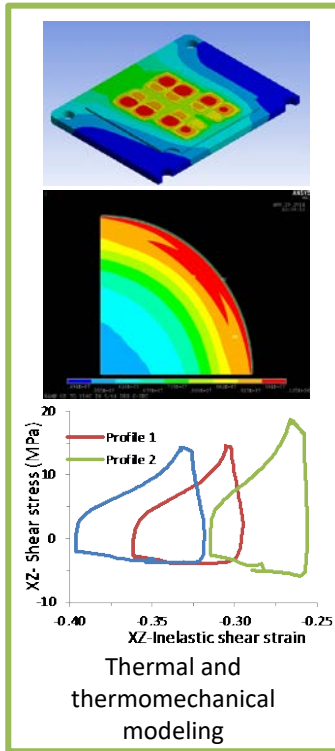 ANSYS
20
Profile 1
Profile 2
10
0
-10
XZ- Shear stress (MPa)
-0.40
-0.35
-0.30
-0.25
XZ-Inelastic shear strain
Thermal and
thermomechanical
modeling